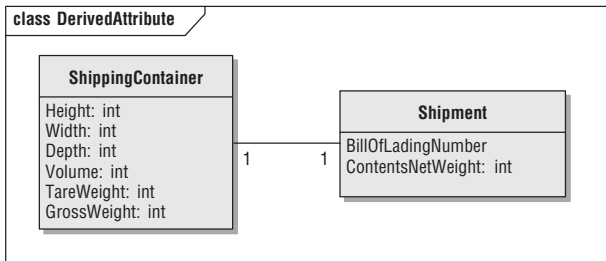 class DerivedAttribute
ShippingContainer
Height: int
Width: int
Depth: int
Volume: int
TareWeight: int
GrossWeight: int
1
1
Shipment
BillOfLadingNumber
ContentsNetWeight: int